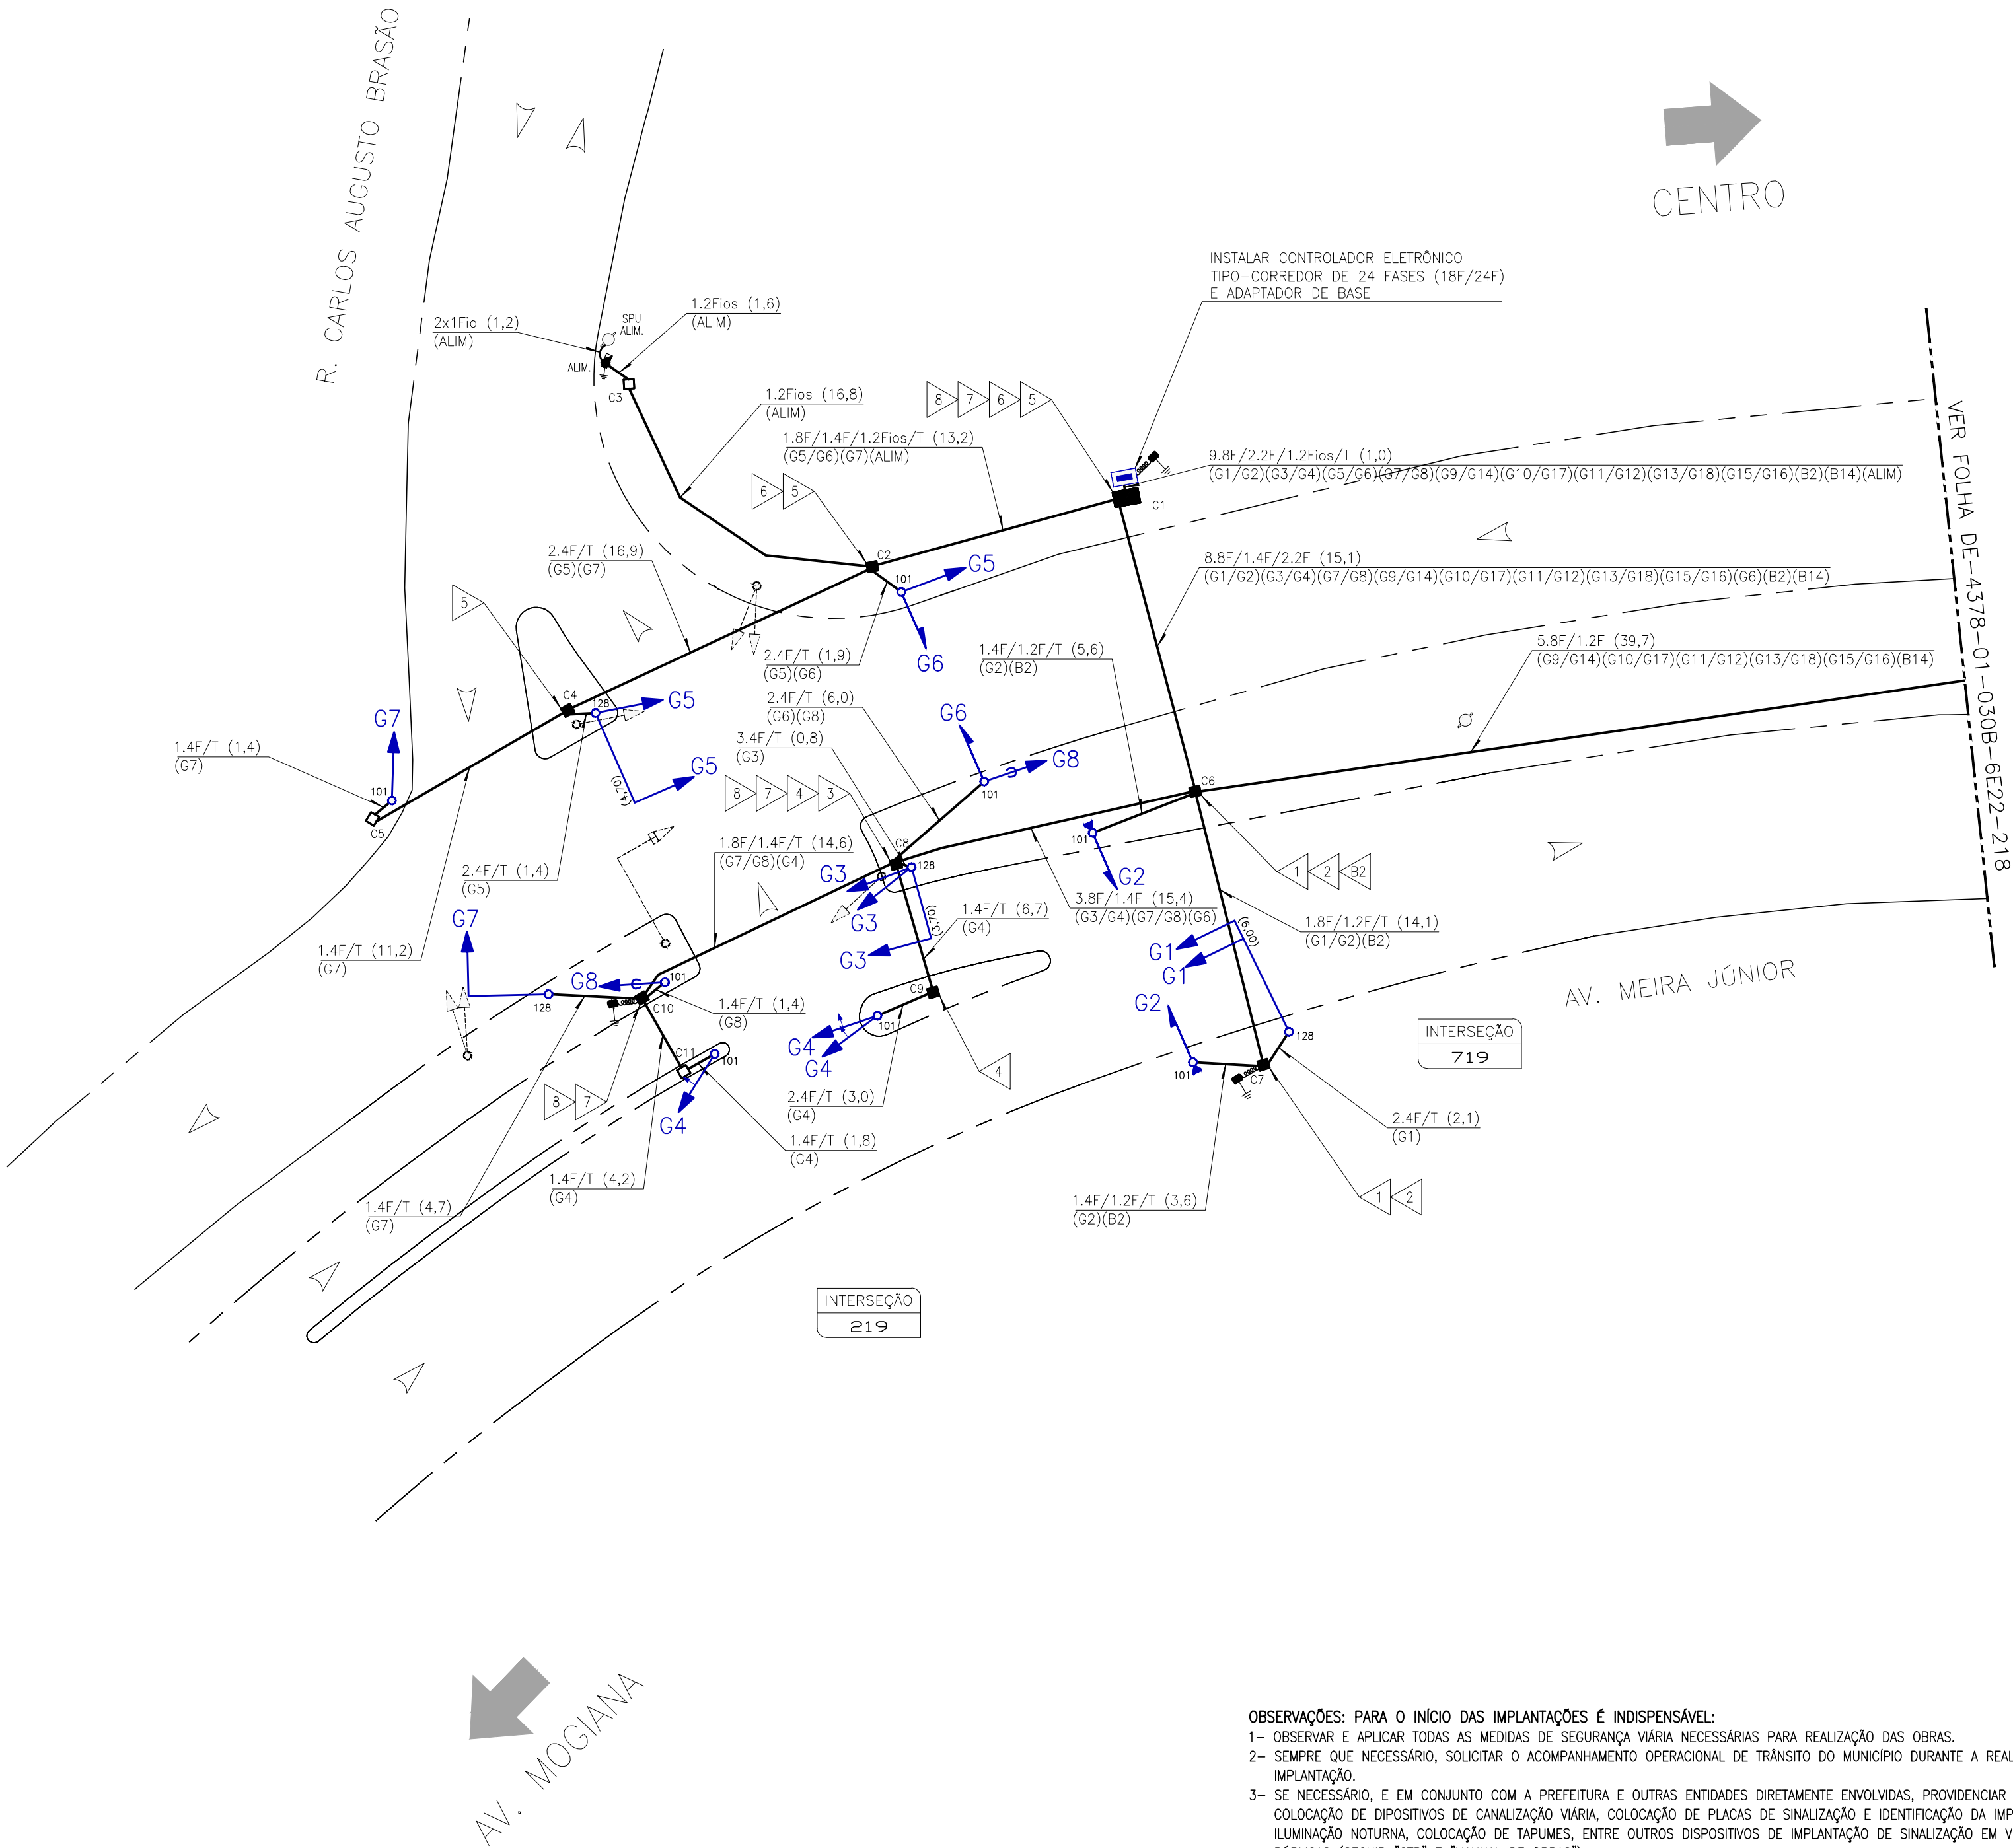 R. CARLOS AUGUSTO BRASÃO
CENTRO
INSTALAR CONTROLADOR ELETRÔNICO
TIPO-CORREDOR DE 24 FASES (18F/24F)
E ADAPTADOR DE BASE
2x1Fio (1,2)
(ALIM)
SPU
ALIM.
ALIM.
1.2Fios (1,6)
(ALIM)
C3
1.2Fios (16,8)
(ALIM)
8
7
6
5
1.8F/1.4F/1.2Fios/T (13,2)
(G5/G6)(G7)(ALIM)
9.8F/2.2F/1.2Fios/T (1,0)
(G1/G2)(G3/G4)(G5/G6)(G7/G8)(G9/G14)(G10/G17)(G11/G12)(G13/G18)(G15/G16)(B2)(B14)(ALIM)
C1
6
5
VER FOLHA DE-4378-01-030B-6E22-218
2.4F/T (16,9)
(G5)(G7)
C2
101
G5
G6
8.8F/1.4F/2.2F (15,1)
(G1/G2)(G3/G4)(G7/G8)(G9/G14)(G10/G17)(G11/G12)(G13/G18)(G15/G16)(G6)(B2)(B14)
5
2.4F/T (1,9)
(G5)(G6)
1.4F/1.2F/T (5,6)
(G2)(B2)
5.8F/1.2F (39,7)
(G9/G14)(G10/G17)(G11/G12)(G13/G18)(G15/G16)(B14)
C4
128
G5
G5
(4,70)
2.4F/T (6,0)
(G6)(G8)
G6
G8
101
G7
101
C5
1.4F/T (1,4)
(G7)
3.4F/T (0,8)
(G3)
8
7
4
3
C6
101
G2
1
2
B2
1.8F/1.4F/T (14,6)
(G7/G8)(G4)
C8
128
G3
G3
G3
(3,70)
2.4F/T (1,4)
(G5)
3.8F/1.4F (15,4)
(G3/G4)(G7/G8)(G6)
1.4F/T (6,7)
(G4)
1.8F/1.2F/T (14,1)
(G1/G2)(B2)
(6,00)
G1
G1
1.4F/T (11,2)
(G7)
G7
128
G8
101
C10
1.4F/T (1,4)
(G8)
C9
G2
AV. MEIRA JÚNIOR
INTERSEÇÃO
719
101
G4
G4
4
C11
101
G4
101
C7
128
8
7
2.4F/T (3,0)
(G4)
1.4F/T (1,8)
(G4)
2.4F/T (2,1)
(G1)
1.4F/T (4,2)
(G4)
1.4F/T (4,7)
(G7)
1.4F/1.2F/T (3,6)
(G2)(B2)
1
2
INTERSEÇÃO
219
AV. MOGIANA
OBSERVAÇÕES: PARA O INÍCIO DAS IMPLANTAÇÕES É INDISPENSÁVEL:
1- OBSERVAR E APLICAR TODAS AS MEDIDAS DE SEGURANÇA VIÁRIA NECESSÁRIAS PARA REALIZAÇÃO DAS OBRAS.
2- SEMPRE QUE NECESSÁRIO, SOLICITAR O ACOMPANHAMENTO OPERACIONAL DE TRÂNSITO DO MUNICÍPIO DURANTE A REAL
IMPLANTAÇÃO.
3- SE NECESSÁRIO, E EM CONJUNTO COM A PREFEITURA E OUTRAS ENTIDADES DIRETAMENTE ENVOLVIDAS, PROVIDENCIAR
COLOCAÇÃO DE DIPOSITIVOS DE CANALIZAÇÃO VIÁRIA, COLOCAÇÃO DE PLACAS DE SINALIZAÇÃO E IDENTIFICAÇÃO DA IMP
ILUMINAÇÃO NOTURNA, COLOCAÇÃO DE TAPUMES, ENTRE OUTROS DISPOSITIVOS DE IMPLANTAÇÃO DE SINALIZAÇÃO EM V